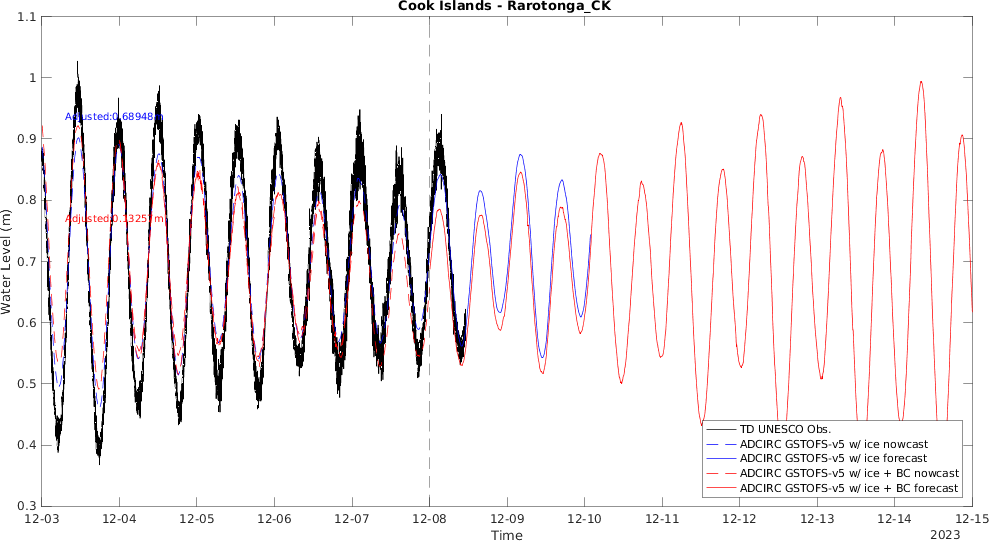 Cook Islands - Rarotonga_CK
1.1
1
0.9
0.8
0.7
0.6
0.5
0.4
0.3
Water Level (m)
Adjusted:0.68948m
Adjusted:0.13257m
TD UNESCO Obs.
ADCIRC GSTOFS-v5 w/ ice nowcast
ADCIRC GSTOFS-v5 w/ ice forecast
ADCIRC GSTOFS-v5 w/ ice + BC nowcast
ADCIRC GSTOFS-v5 w/ ice + BC forecast
12-03 12-04 12-05 12-06 12-07 12-08 12-09 12-10 12-11 12-12 12-13 12-14 12-15
Time
2023